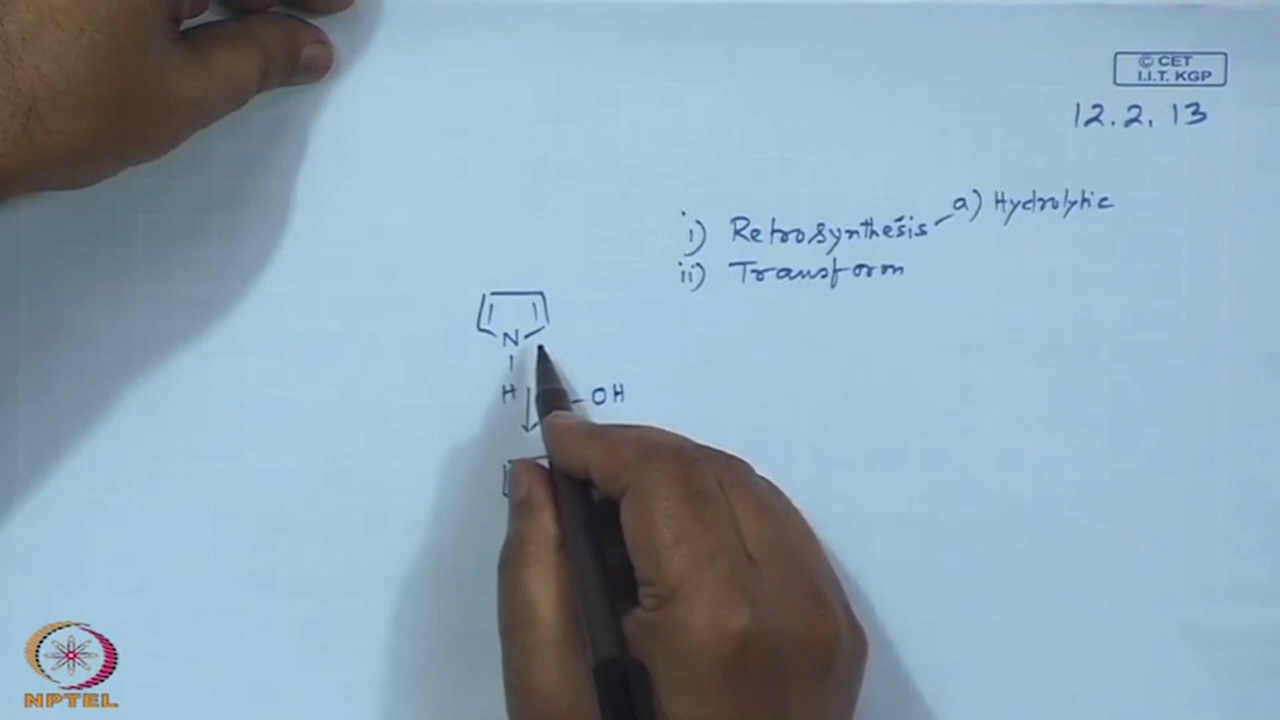 © CET
I.I.T. KGP
12.2.13
i) Retrosynthesis a) Hydrolytic
ii) Transform
N
H OH
NPTEL